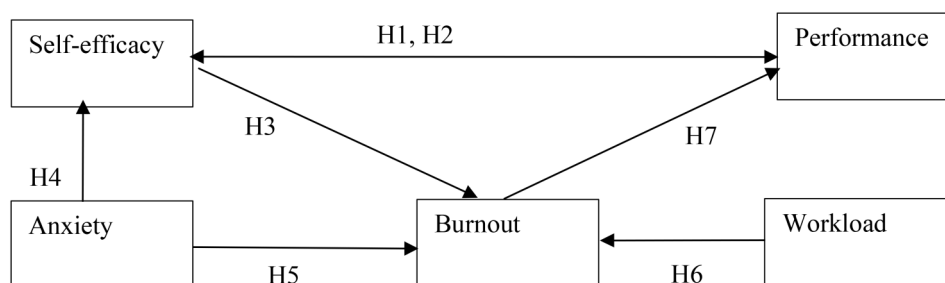 Self-efficacy
H1, H2
Performance
H3
H7
H4
Anxiety
Burnout
Workload
H5
H6